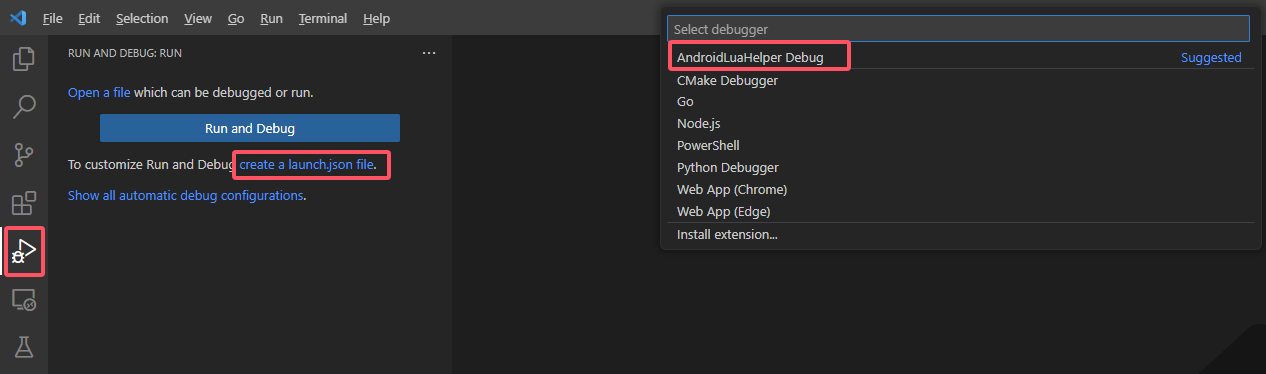 File Edit Selection View Go Run Terminal Help
RUN AND DEBUG: RUN
Open a file which can be debugged or run.
Run and Debug
To customize Run and Debug create a launch.json file.
Show all automatic debug configurations.
Select debugger
AndroidLuaHelper Debug Suggested
CMake Debugger
Go
Node.js
PowerShell
Python Debugger
Web App (Chrome)
Web App (Edge)
Install extension...